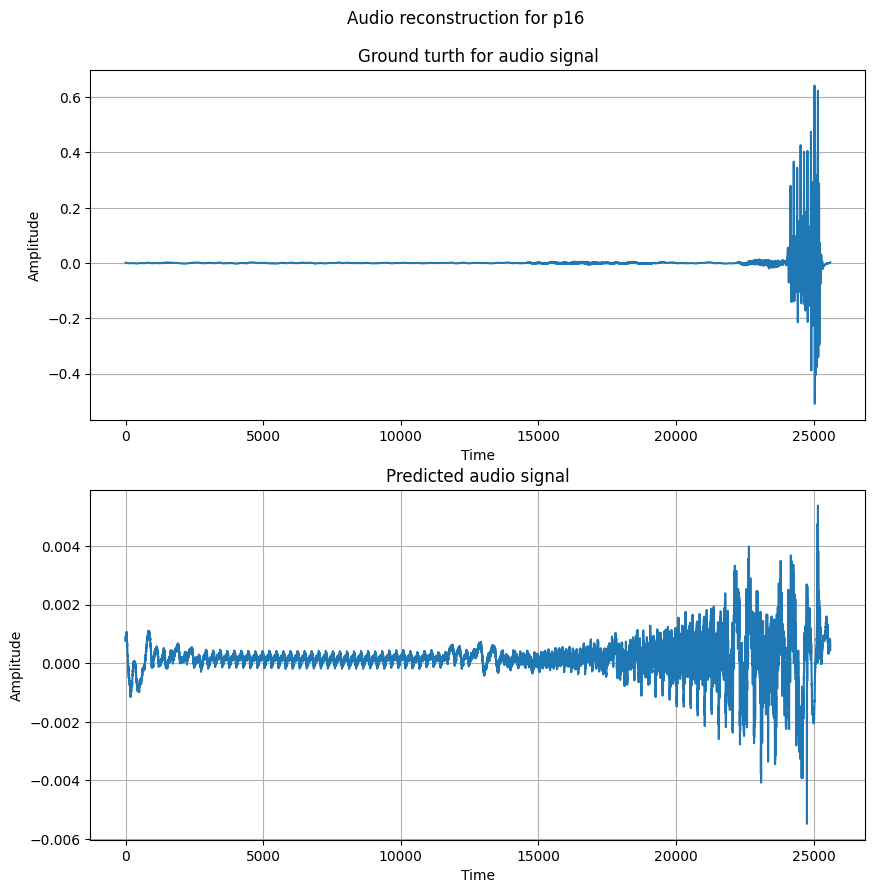 Audio reconstruction for p16
Ground turth for audio signal
0.6
0.4
0.2
0.0
−0.2
−0.4
Amplitude
0 5000 10000 15000 20000 25000
Time
Predicted audio signal
0.004
0.002
0.000
−0.002
−0.004
−0.006
Amplitude
0 5000 10000 15000 20000 25000
Time